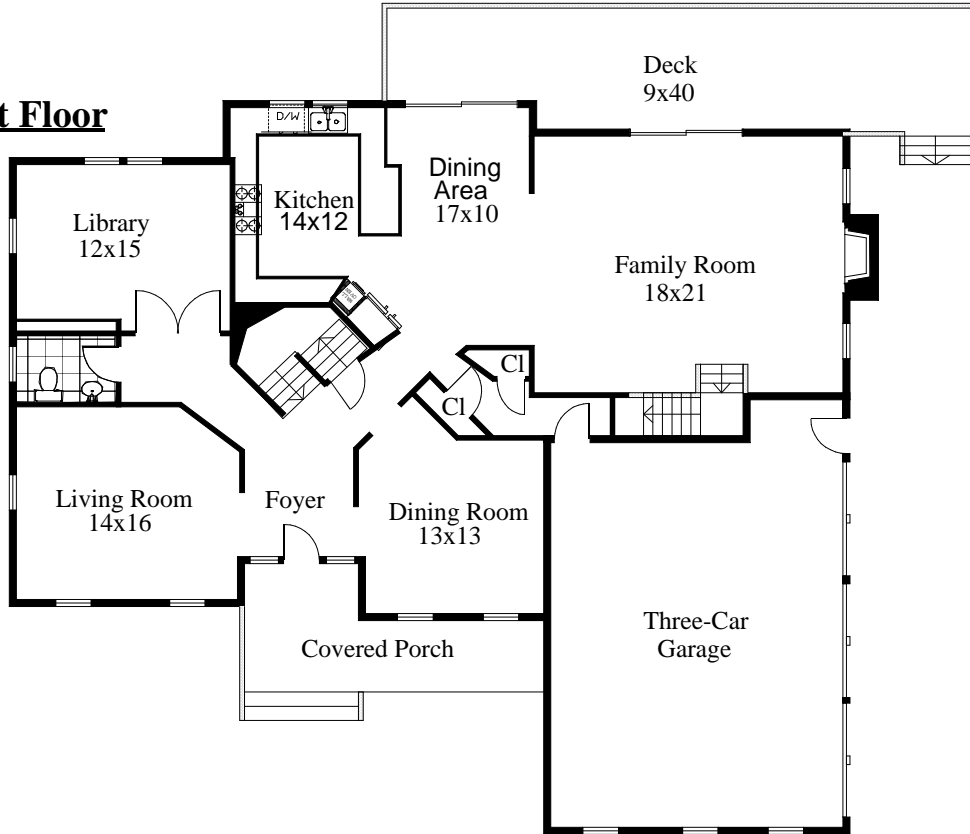 Deck
9x40
t Floor
D/W
Kitchen
14x12
Dining
Area
17x10
Library
12x15
Family Room
18x21
Cl
Cl
Living Room
14x16
Foyer
Dining Room
13x13
Three-Car
Garage
Covered Porch